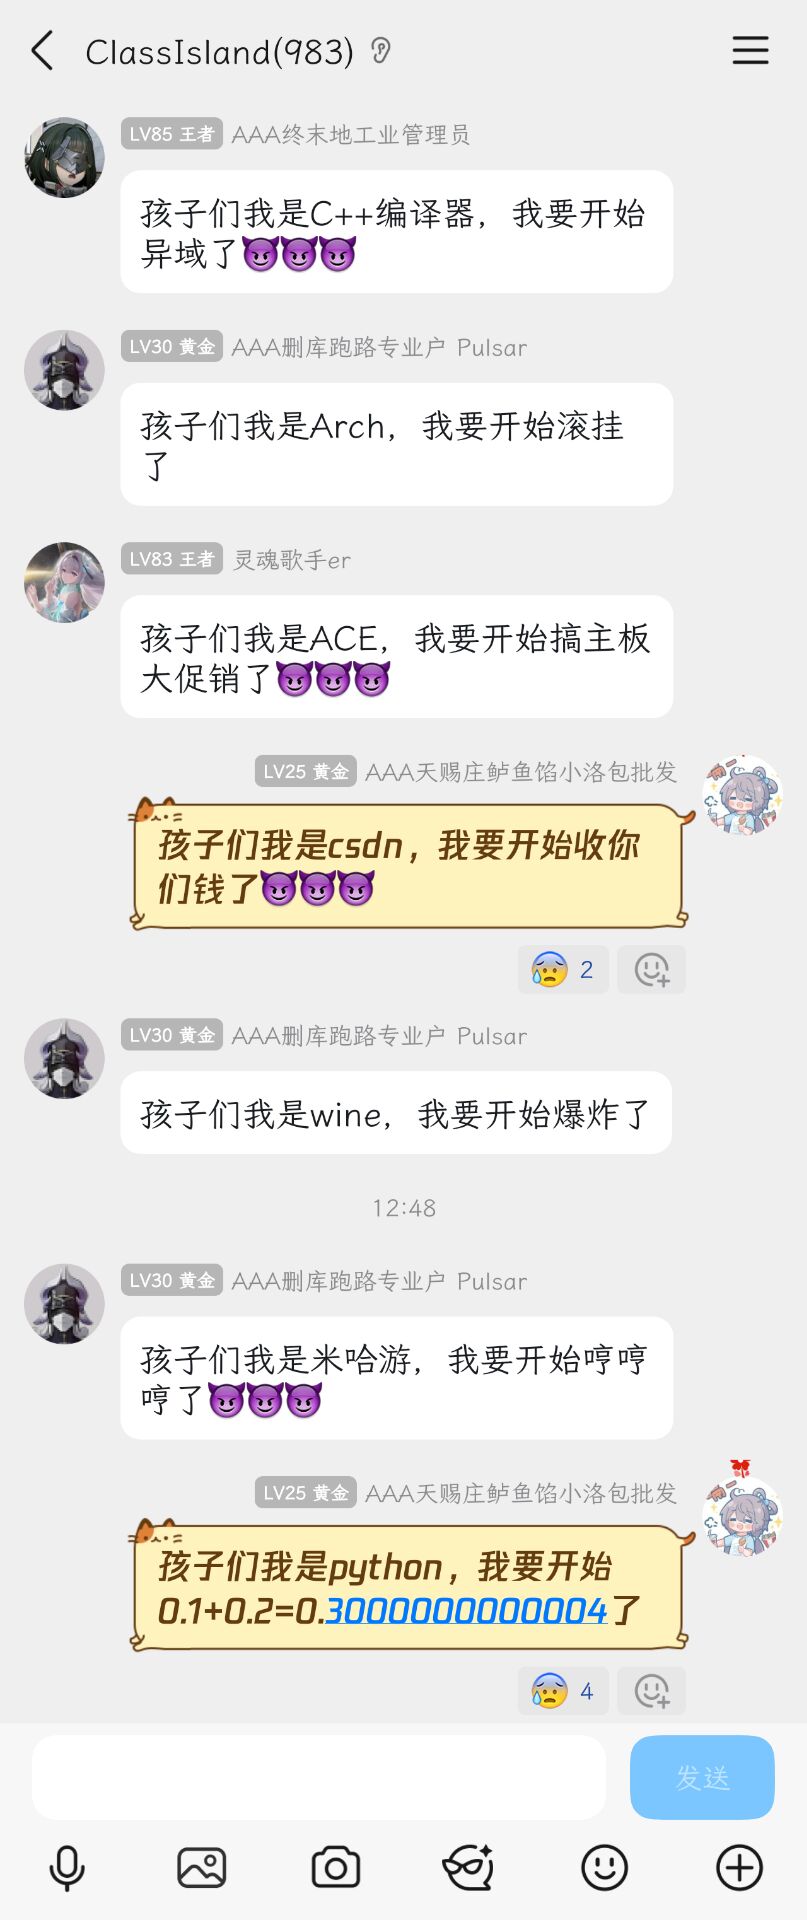 ClassIsland(983)
LV85 王者 AAA终末地工业管理员
孩子们我是C++编译器，我要开始
异域了😈😈😈
LV30 黄金 AAA删库跑路专业户 Pulsar
孩子们我是Arch，我要开始滚挂
了
LV83 王者 灵魂歌手er
孩子们我是ACE，我要开始搞主板
大促销了😈😈😈
LV25 黄金 AAA天赐庄鲈鱼馅小洛包批发
孩子们我是csdn，我要开始收你
们钱了😈😈😈
😰 2
LV30 黄金 AAA删库跑路专业户 Pulsar
孩子们我是wine，我要开始爆炸了
12:48
LV30 黄金 AAA删库跑路专业户 Pulsar
孩子们我是米哈游，我要开始哼哼
哼了😈😈😈
LV25 黄金 AAA天赐庄鲈鱼馅小洛包批发
孩子们我是python，我要开始
0.1+0.2=0.3000000000004了
😰 4
发送